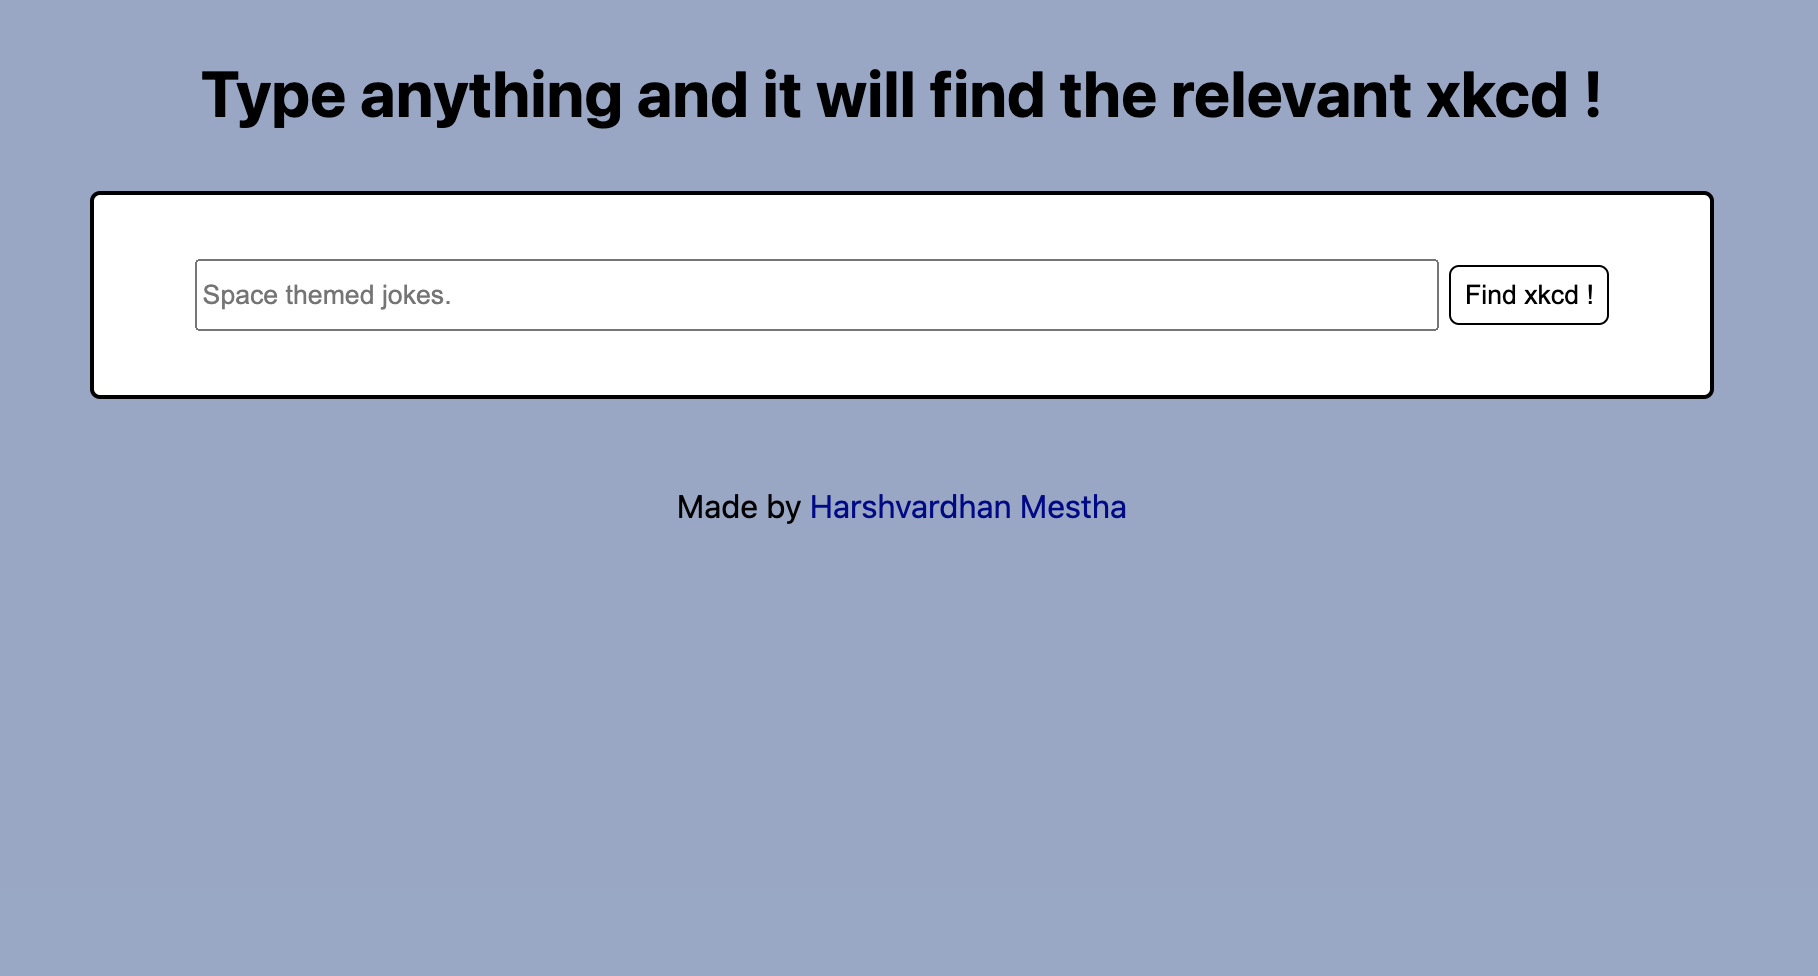 Type anything and it will find the relevant xkcd !
Space themed jokes.
Find xkcd !
Made by Harshvardhan Mestha